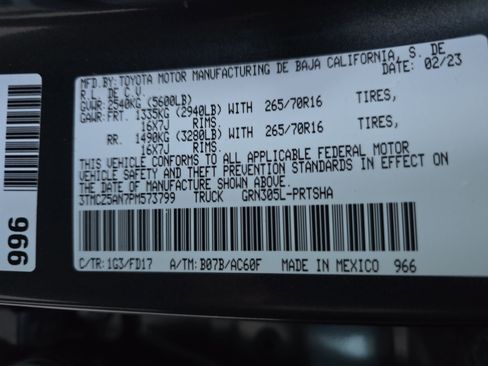 MFD.BY: TOYOTA MOTOR MANUFACTURING DE BAJA CALIFORNIA, S. DE
R.L. DE C.V. DATE: 02/23
GVWR: 2540KG (5600LB)
GAWR: FRT. 1335KG (2940LB) WITH 265/70R16 TIRES,
16X7J RIMS.
RR. 1490KG (3280LB) WITH 265/70R16 TIRES,
16X7J RIMS.
THIS VEHICLE CONFORMS TO ALL APPLICABLE FEDERAL MOTOR
VEHICLE SAFETY AND THEFT PREVENTION STANDARDS IN EFFECT ON
THE DATE OF MANUFACTURE SHOWN ABOVE.
3TMCZ5AN7PM573799 TRUCK GRN305L-PRTSHA
C/TR: 1G3/FD17 A/TM: B07B/AC60F MADE IN MEXICO 966
966